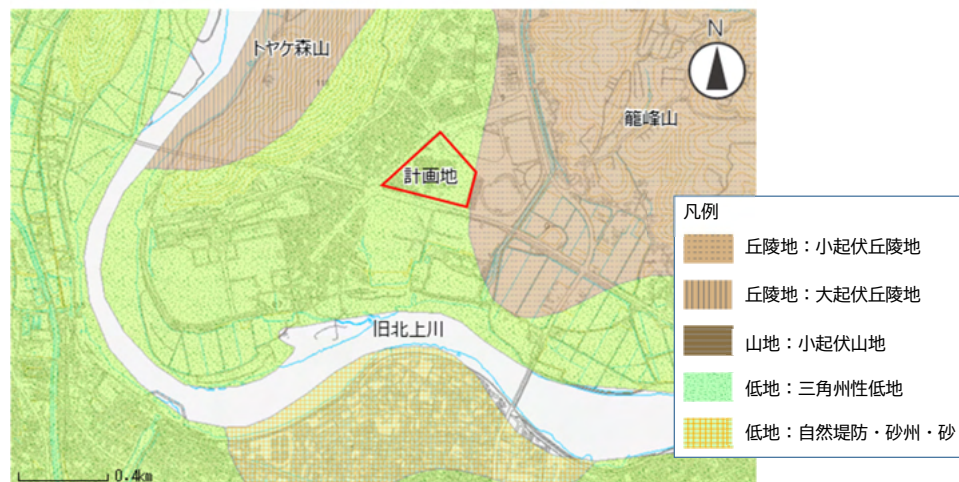 トヤケ森山
N
籠峰山
計画地
凡例
丘陵地：小起伏丘陵地
丘陵地：大起伏丘陵地
山地：小起伏山地
旧北上川
低地：三角州性低地
低地：自然堤防・砂州・砂
0.4km